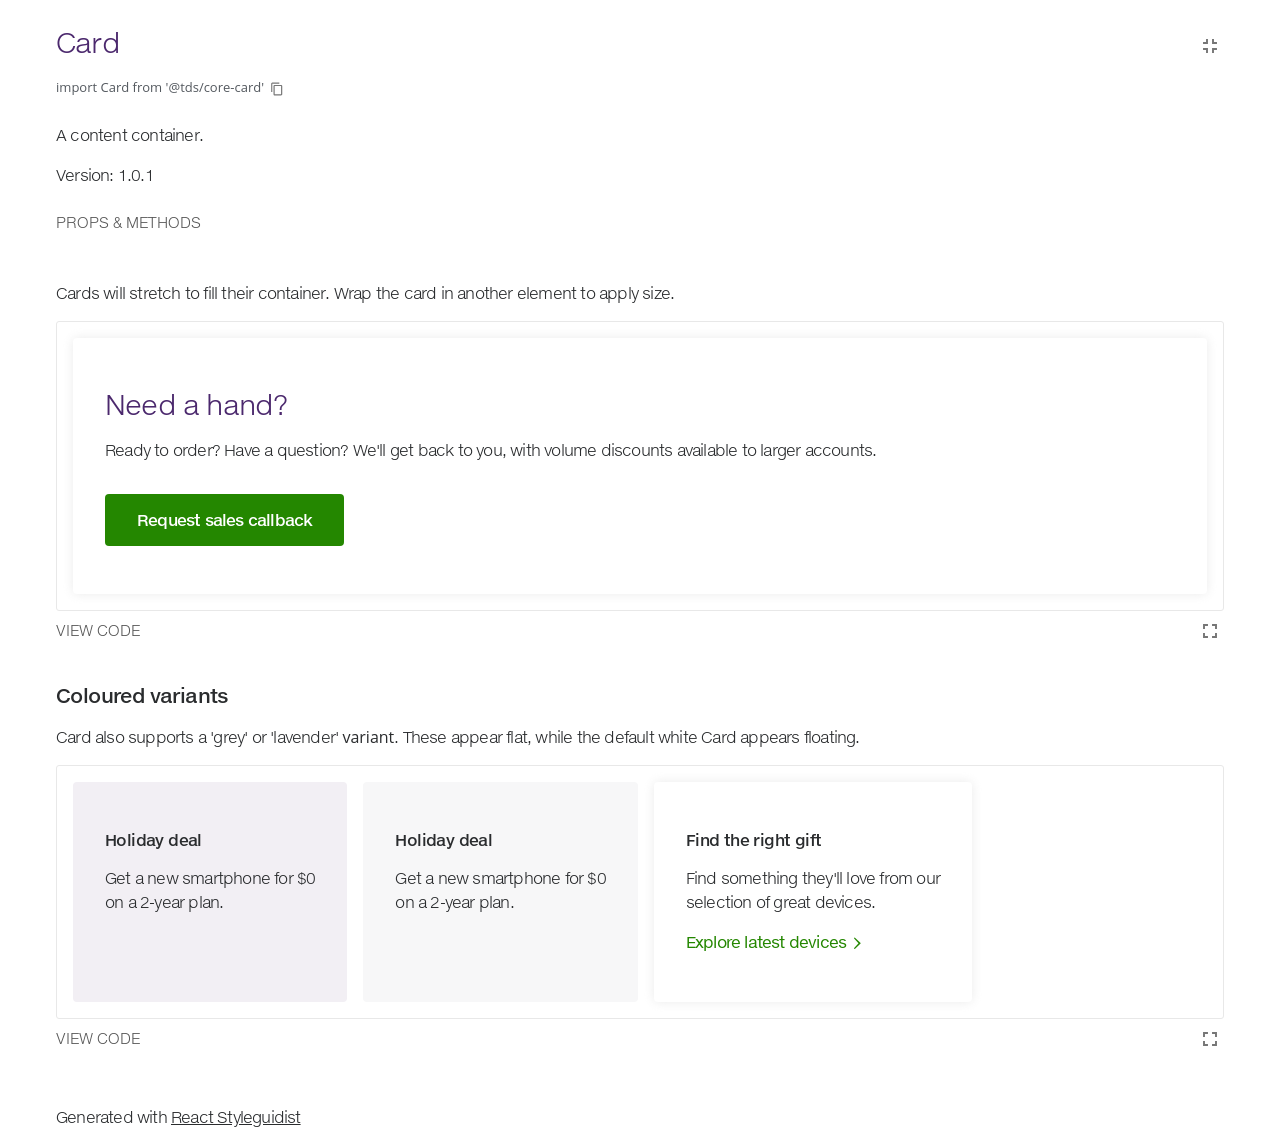 Card
import Card from '@tds/core-card'
A content container.
Version: 1.0.1
PROPS & METHODS
Cards will stretch to fill their container. Wrap the card in another element to apply size.
Need a hand?
Ready to order? Have a question? We'll get back to you, with volume discounts available to larger accounts.
Request sales callback
VIEW CODE
Coloured variants
Card also supports a 'grey' or 'lavender' variant. These appear flat, while the default white Card appears floating.
Holiday deal
Get a new smartphone for $0
on a 2-year plan.
Holiday deal
Get a new smartphone for $0
on a 2-year plan.
Find the right gift
Find something they'll love from our
selection of great devices.
Explore latest devices
VIEW CODE
Generated with React Styleguidist